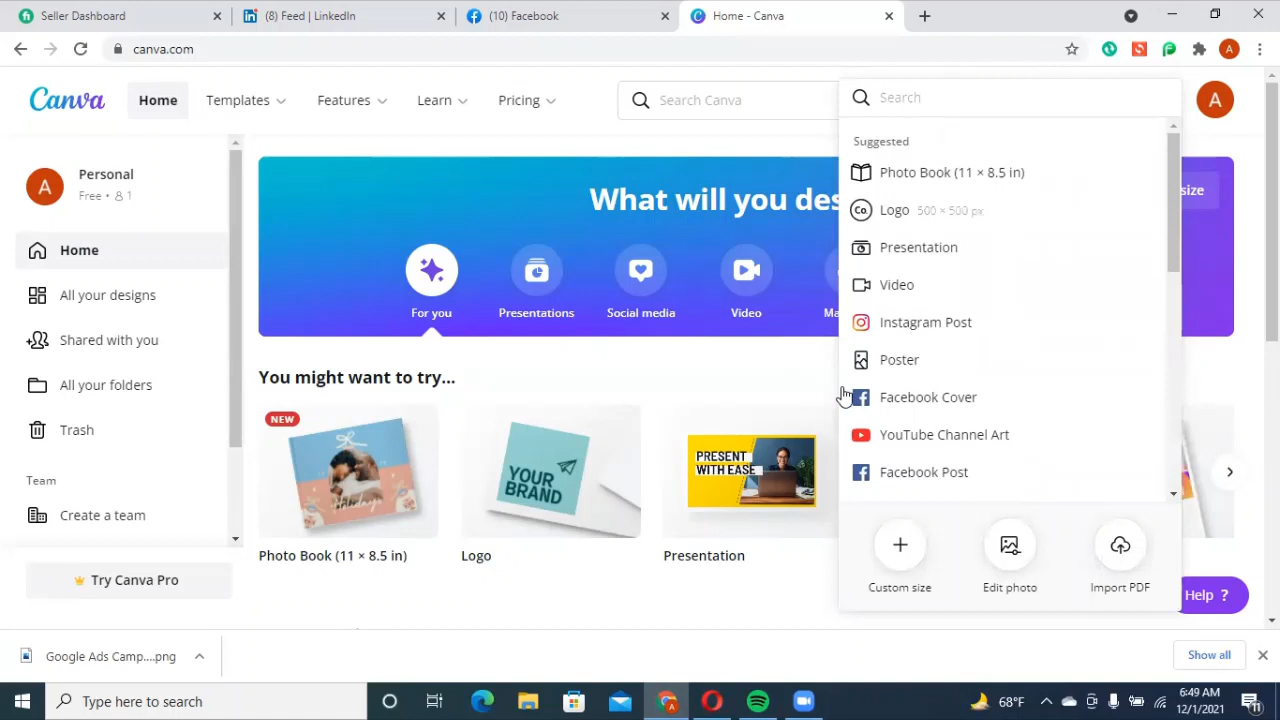 Seller Dashboard
(8) Feed | LinkedIn
(10) Facebook
Home - Canva
canva.com
A
Canva
Home
Templates
Features
Learn
Pricing
Search Canva
Search
A
Suggested
Photo Book (11 × 8.5 in)
Co. Logo 500 × 500 px
Presentation
Video
Instagram Post
Poster
Facebook Cover
YouTube Channel Art
Facebook Post
Custom size
Edit photo
Import PDF
A
Personal
Free • 1
Home
All your designs
Shared with you
All your folders
Trash
Team
Create a team
Try Canva Pro
What will you des
size
For you
Presentations
Social media
Video
Ma
You might want to try...
NEW
Holidays
YOUR
BRAND
PRESENT
WITH EASE
Photo Book (11 × 8.5 in)
Logo
Presentation
Help ?
Google Ads Camp....png
Show all
Type here to search
A
68°F
6:49 AM
12/1/2021
11